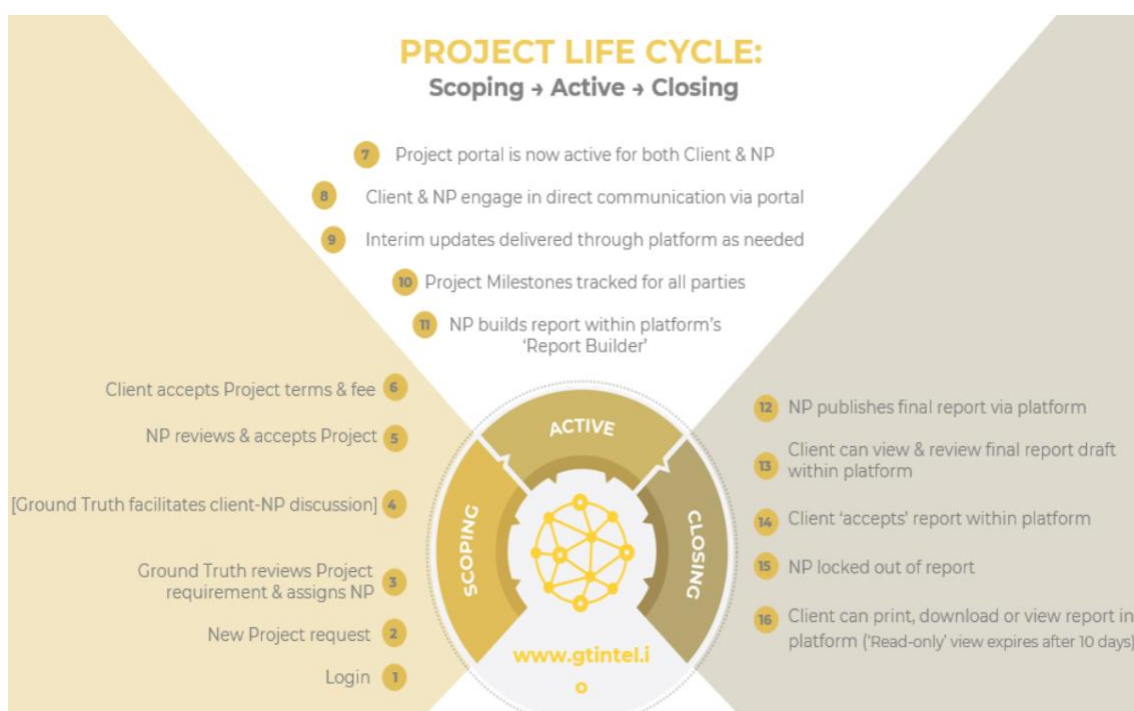 PROJECT LIFE CYCLE:
Scoping → Active → Closing
7 Project portal is now active for both Client & NP
8 Client & NP engage in direct communication via portal
9 Interim updates delivered through platform as needed
10 Project Milestones tracked for all parties
11 NP builds report within platform's
'Report Builder'
Client accepts Project terms & fee 6
NP reviews & accepts Project 5
[Ground Truth facilitates client-NP discussion] 4
Ground Truth reviews Project
requirement & assigns NP 3
New Project request 2
Login 1
SCOPING
ACTIVE
CLOSING
www.gtintel.i
o
12 NP publishes final report via platform
13 Client can view & review final report draft
within platform
14 Client 'accepts' report within platform
15 NP locked out of report
16 Client can print, download or view report in
platform ('Read-only' view expires after 10 days)